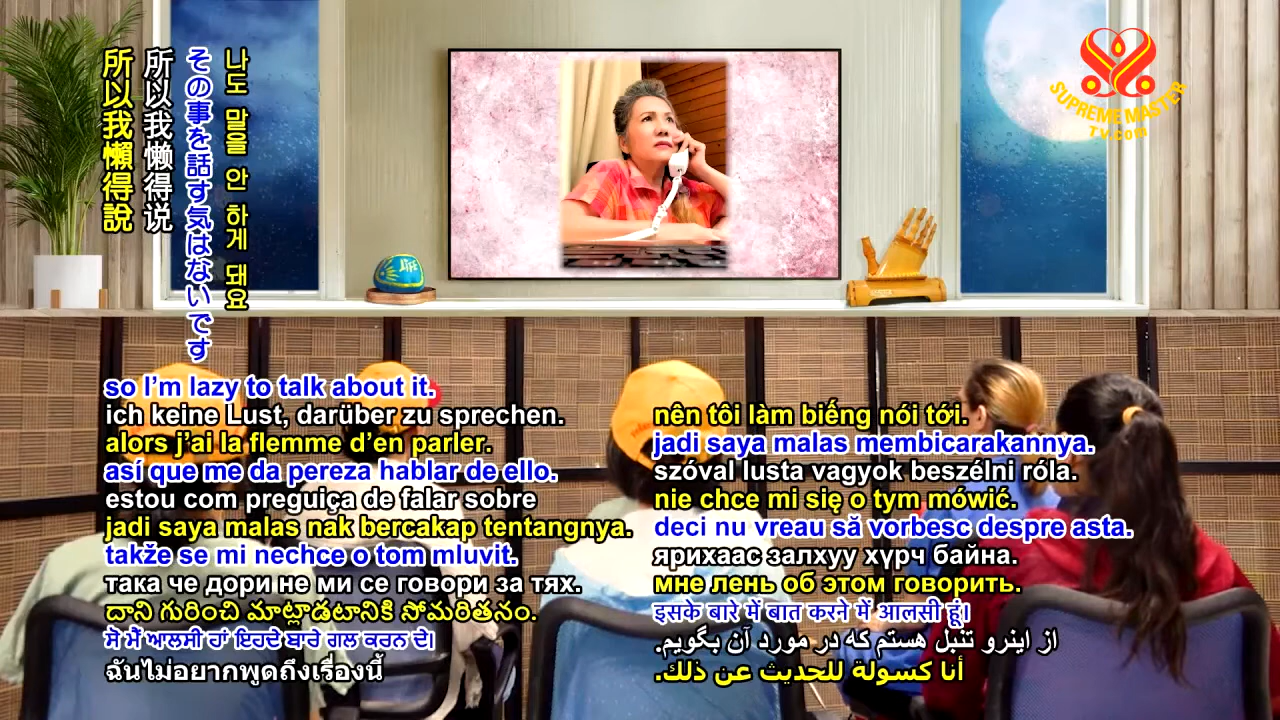 所以我懶得說
所以我懒得说
その事を話す気はないです
나도 말을 안 하게 돼요
SUPREME MASTER
TV.com
so I'm lazy to talk about it.
ich keine Lust, darüber zu sprechen.
alors j'ai la flemme d'en parler.
así que me da pereza hablar de ello.
estou com preguiça de falar sobre
jadi saya malas nak bercakap tentangnya.
takže se mi nechce o tom mluvit.
така че дори не ми се говори за тях.
దాని గురించి మాట్లాడటానికి సోమరితనం.
ਸੋ ਮੈਂ ਆਲਸੀ ਹਾਂ ਇਹਦੇ ਬਾਰੇ ਗਲ ਕਰਨ ਦੇ।
ฉันไม่อยากพูดถึงเรื่องนี้
nên tôi làm biếng nói tới.
jadi saya malas membicarakannya.
szóval lusta vagyok beszélni róla.
nie chce mi się o tym mówić.
deci nu vreau să vorbesc despre asta.
ярихаас залхуу хүрч байна.
мне лень об этом говорить.
इसके बारे में बात करने में आलसी हूं।
از اینرو تنبل هستم که در مورد آن بگویم.
أنا كسولة للحديث عن ذلك.